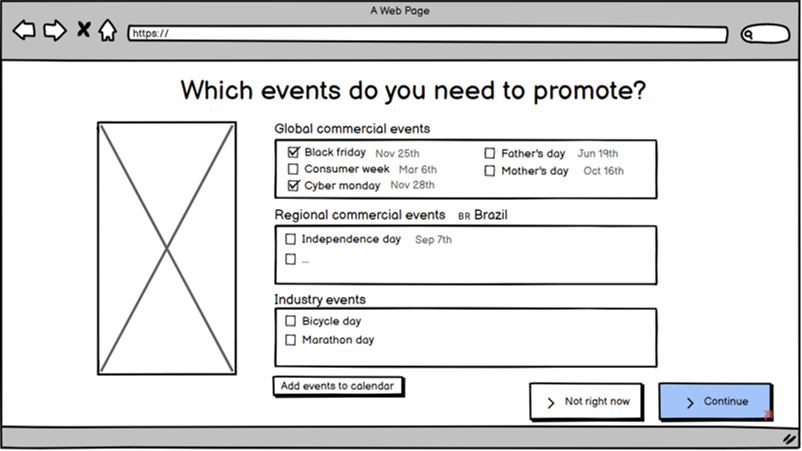 A Web Page
https://
Which events do you need to promote?
Global commercial events
Black friday Nov 25th
Consumer week Mar 6th
Cyber monday Nov 28th
Father's day Jun 19th
Mother's day Oct 16th
Regional commercial events BR Brazil
Independence day Sep 7th
...
Industry events
Bicycle day
Marathon day
Add events to calendar
Not right now
Continue